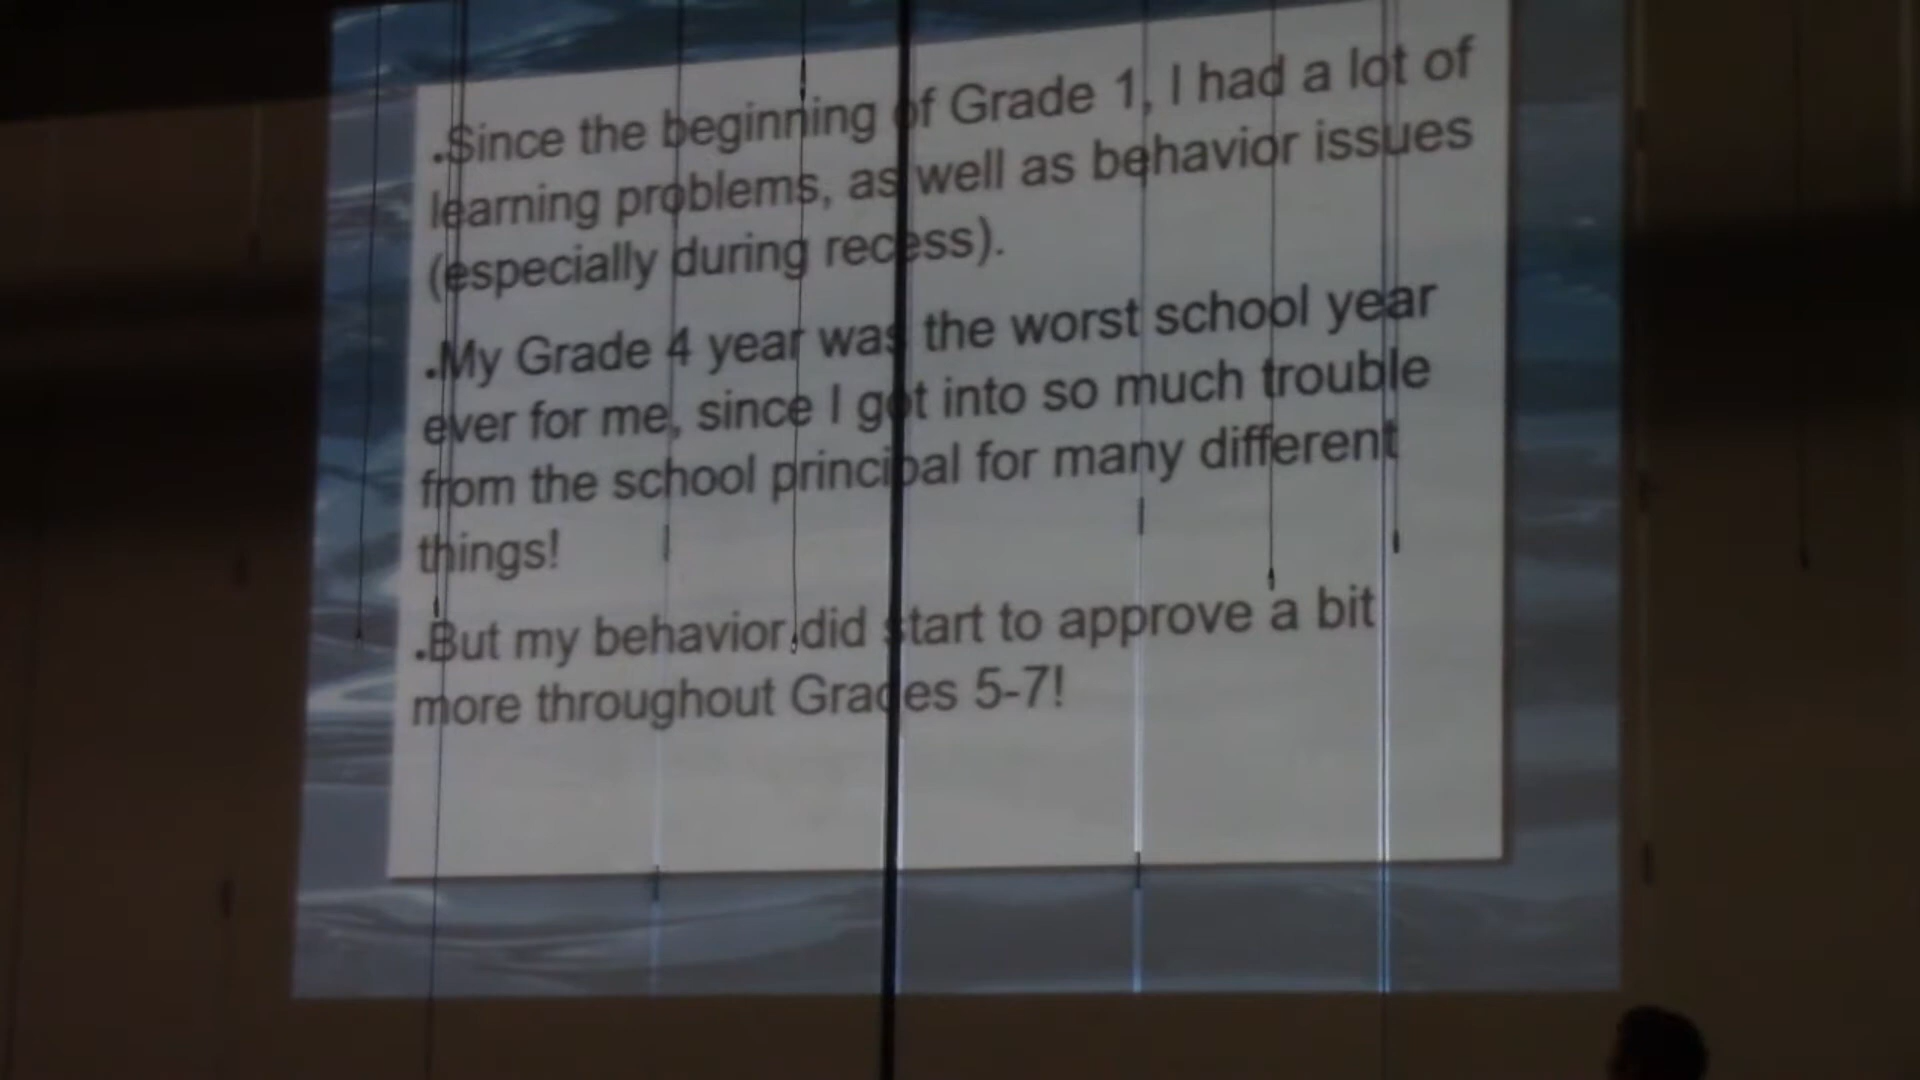 .Since the beginning of Grade 1, I had a lot of
learning problems, as well as behavior issues
(especially during recess).
.My Grade 4 year was the worst school year
ever for me, since I got into so much trouble
from the school principal for many different
things!
.But my behavior did start to approve a bit
more throughout Grades 5-7!